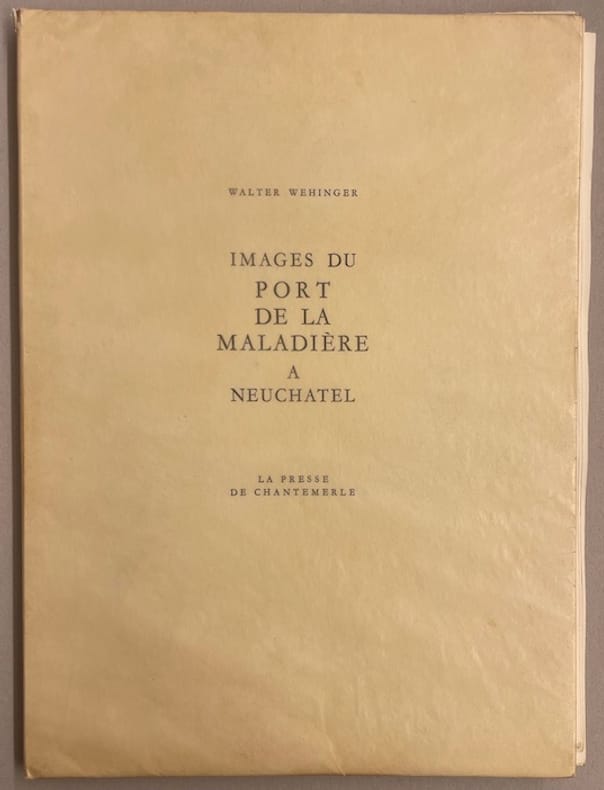 WALTER WEHINGER
IMAGES DU
PORT
DE LA
MALADIÈRE
A
NEUCHATEL
LA PRESSE
DE CHANTEMERLE